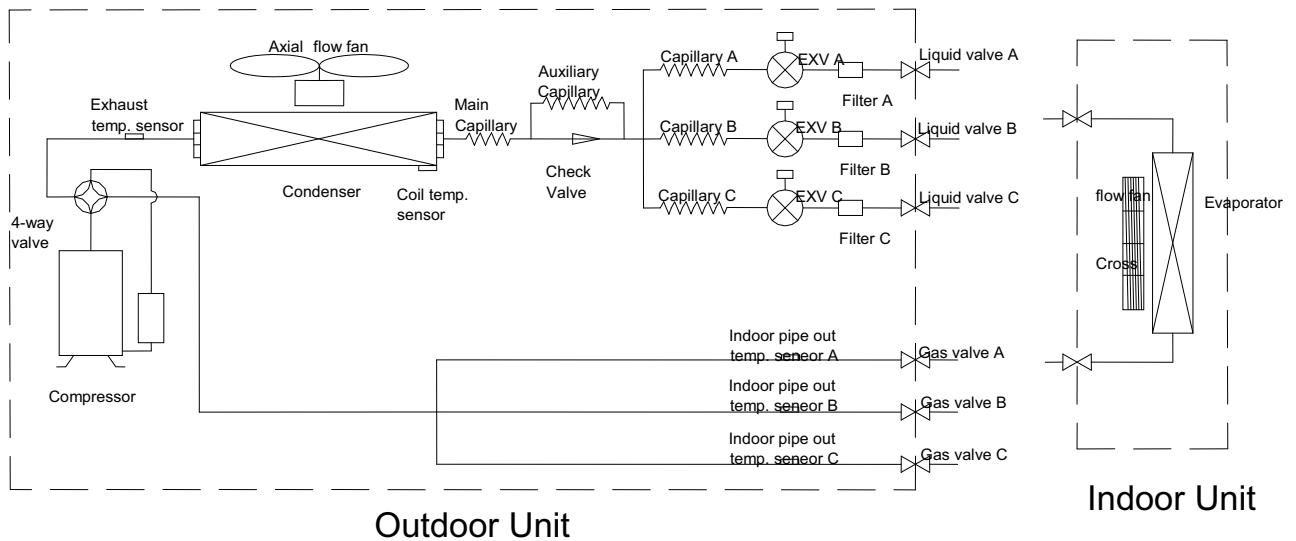 Axial flow fan
Exhaust
temp. sensor
Main
Capillary
Auxiliary
Capillary
Capillary A
EXV A
Liquid valve A
Filter A
Capillary B
EXV B
Liquid valve B
Filter B
Capillary C
EXV C
Liquid valve C
Filter C
Check
Valve
Condenser
Coil temp.
sensor
4-way
valve
Compressor
flow fan
Cross
Evaporator
Indoor pipe out
temp. seneor A
Gas valve A
Indoor pipe out
temp. seneor B
Gas valve B
Indoor pipe out
temp. seneor C
Gas valve C
Outdoor Unit
Indoor Unit